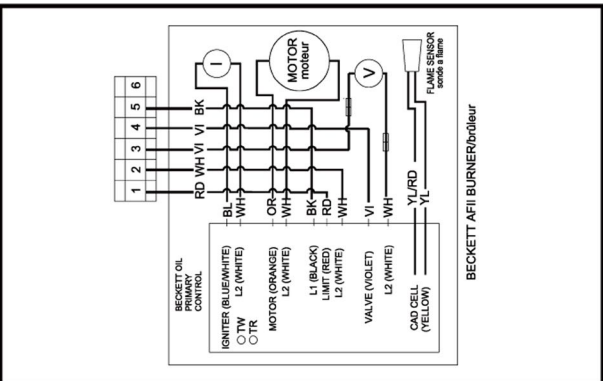 BECKETT AFII BURNER/brûleur
BECKETT OIL
PRIMARY
CONTROL
1
2
3
4
5
6
RD
WH
VI
VI
BK
I
MOTOR
moteur
V
FLAME SENSOR
sonde a flame
BL
WH
OR
WH
BK
RD
WH
VI
WH
YL/RD
YL
IGNITER (BLUE/WHITE)
L2 (WHITE)
TW
TR
MOTOR (ORANGE)
L2 (WHITE)
L1 (BLACK)
LIMIT (RED)
L2 (WHITE)
VALVE (VIOLET)
L2 (WHITE)
CAD CELL
(YELLOW)